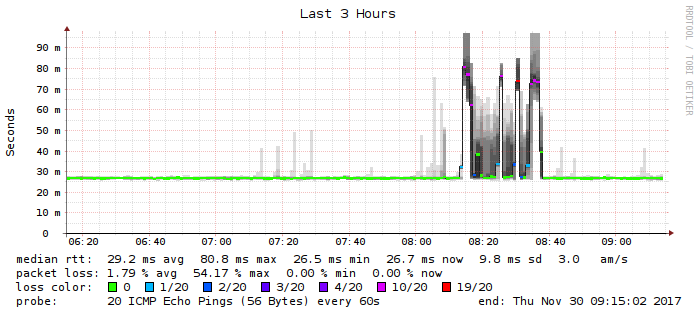 Last 3 Hours
RRDTOOL / TOBI OETIKER
Seconds
90 m
80 m
70 m
60 m
50 m
40 m
30 m
20 m
10 m
0
06:20 06:40 07:00 07:20 07:40 08:00 08:20 08:40 09:00
median rtt: 29.2 ms avg 80.8 ms max 26.5 ms min 26.7 ms now 9.8 ms sd 3.0 am/s
packet loss: 1.79 % avg 54.17 % max 0.00 % min 0.00 % now
loss color: 0 1/20 2/20 3/20 4/20 10/20 19/20
probe: 20 ICMP Echo Pings (56 Bytes) every 60s end: Thu Nov 30 09:15:02 2017